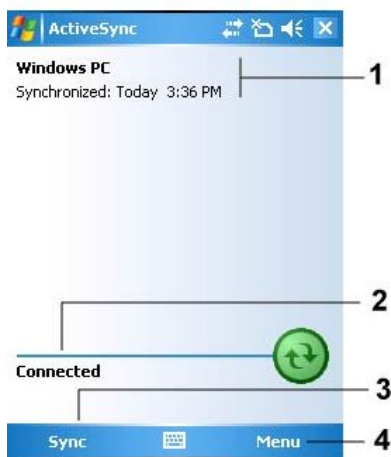 ActiveSync
Windows PC
Synchronized: Today 3:36 PM
1
2
Connected
3
Sync
Menu
4